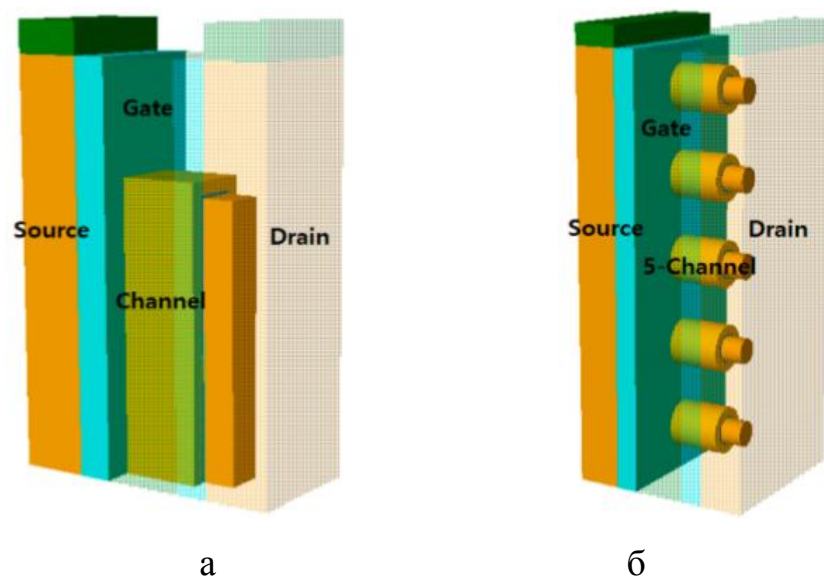 Gate
Source
Drain
Channel
Gate
Source
Drain
5-Channel
а
б